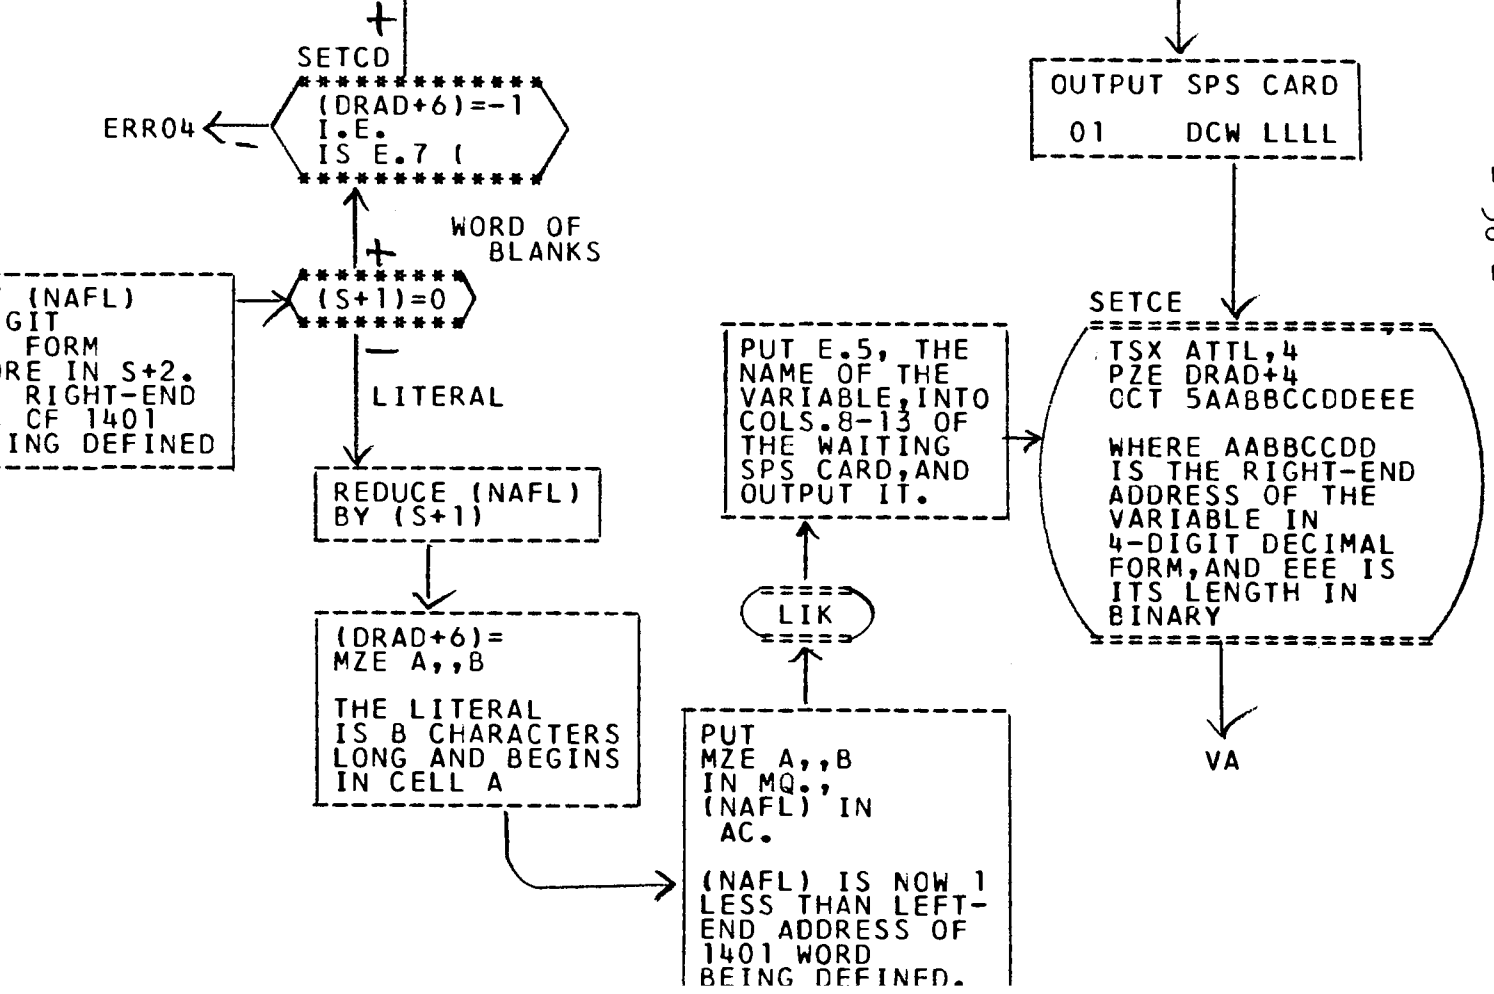 +
SETCD
(DRAD+6)=-1
I.E.
IS E.7 (
ERR04
-
WORD OF
BLANKS
+
(S+1)=0
-
(NAFL)
GIT
FORM
RE IN S+2.
RIGHT-END
CF 1401
ING DEFINED
LITERAL
REDUCE (NAFL)
BY (S+1)
(DRAD+6)=
MZE A,,B
THE LITERAL
IS B CHARACTERS
LONG AND BEGINS
IN CELL A
PUT
MZE A,,B
IN MQ.,
(NAFL) IN
AC.
(NAFL) IS NOW 1
LESS THAN LEFT-
END ADDRESS OF
1401 WORD
BEING DEFINED.
LIK
PUT E.5, THE
NAME OF THE
VARIABLE,INTO
COLS.8-13 OF
THE WAITING
SPS CARD,AND
OUTPUT IT.
OUTPUT SPS CARD
01 DCW LLLL
SETCE
TSX ATTL,4
PZE DRAD+4
OCT 5AABBCCDDEEE
WHERE AABBCCDD
IS THE RIGHT-END
ADDRESS OF THE
VARIABLE IN
4-DIGIT DECIMAL
FORM,AND EEE IS
ITS LENGTH IN
BINARY
VA